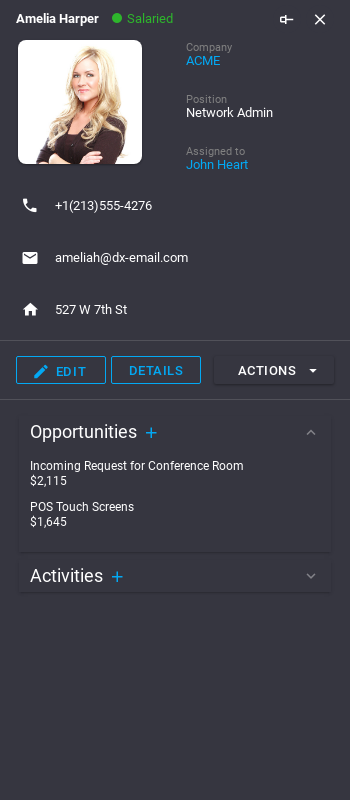 Amelia Harper Salaried
Company
ACME
Position
Network Admin
Assigned to
John Heart
+1(213)555-4276
ameliah@dx-email.com
527 W 7th St
EDIT DETAILS ACTIONS
Opportunities
Incoming Request for Conference Room
$2,115
POS Touch Screens
$1,645
Activities